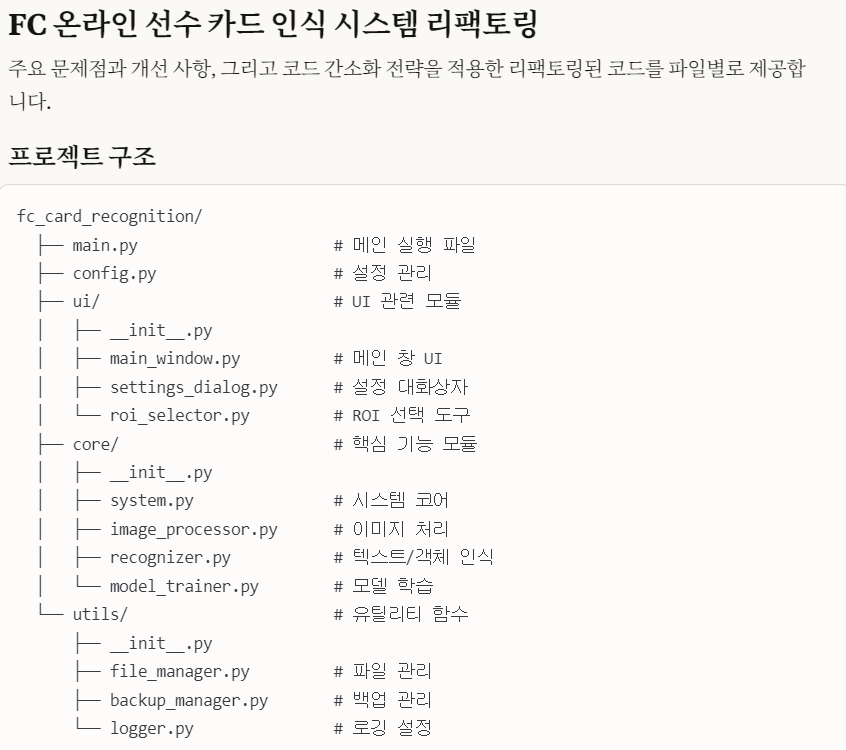 FC 온라인 선수 카드 인식 시스템 리팩토링
주요 문제점과 개선 사항, 그리고 코드 간소화 전략을 적용한 리팩토링된 코드를 파일별로 제공합
니다.
프로젝트 구조
fc_card_recognition/
├── main.py # 메인 실행 파일
├── config.py # 설정 관리
├── ui/ # UI 관련 모듈
│   ├── __init__.py
│   ├── main_window.py # 메인 창 UI
│   ├── settings_dialog.py # 설정 대화상자
│   └── roi_selector.py # ROI 선택 도구
├── core/ # 핵심 기능 모듈
│   ├── __init__.py
│   ├── system.py # 시스템 코어
│   ├── image_processor.py # 이미지 처리
│   ├── recognizer.py # 텍스트/객체 인식
│   └── model_trainer.py # 모델 학습
└── utils/ # 유틸리티 함수
    ├── __init__.py
    ├── file_manager.py # 파일 관리
    ├── backup_manager.py # 백업 관리
    └── logger.py # 로깅 설정